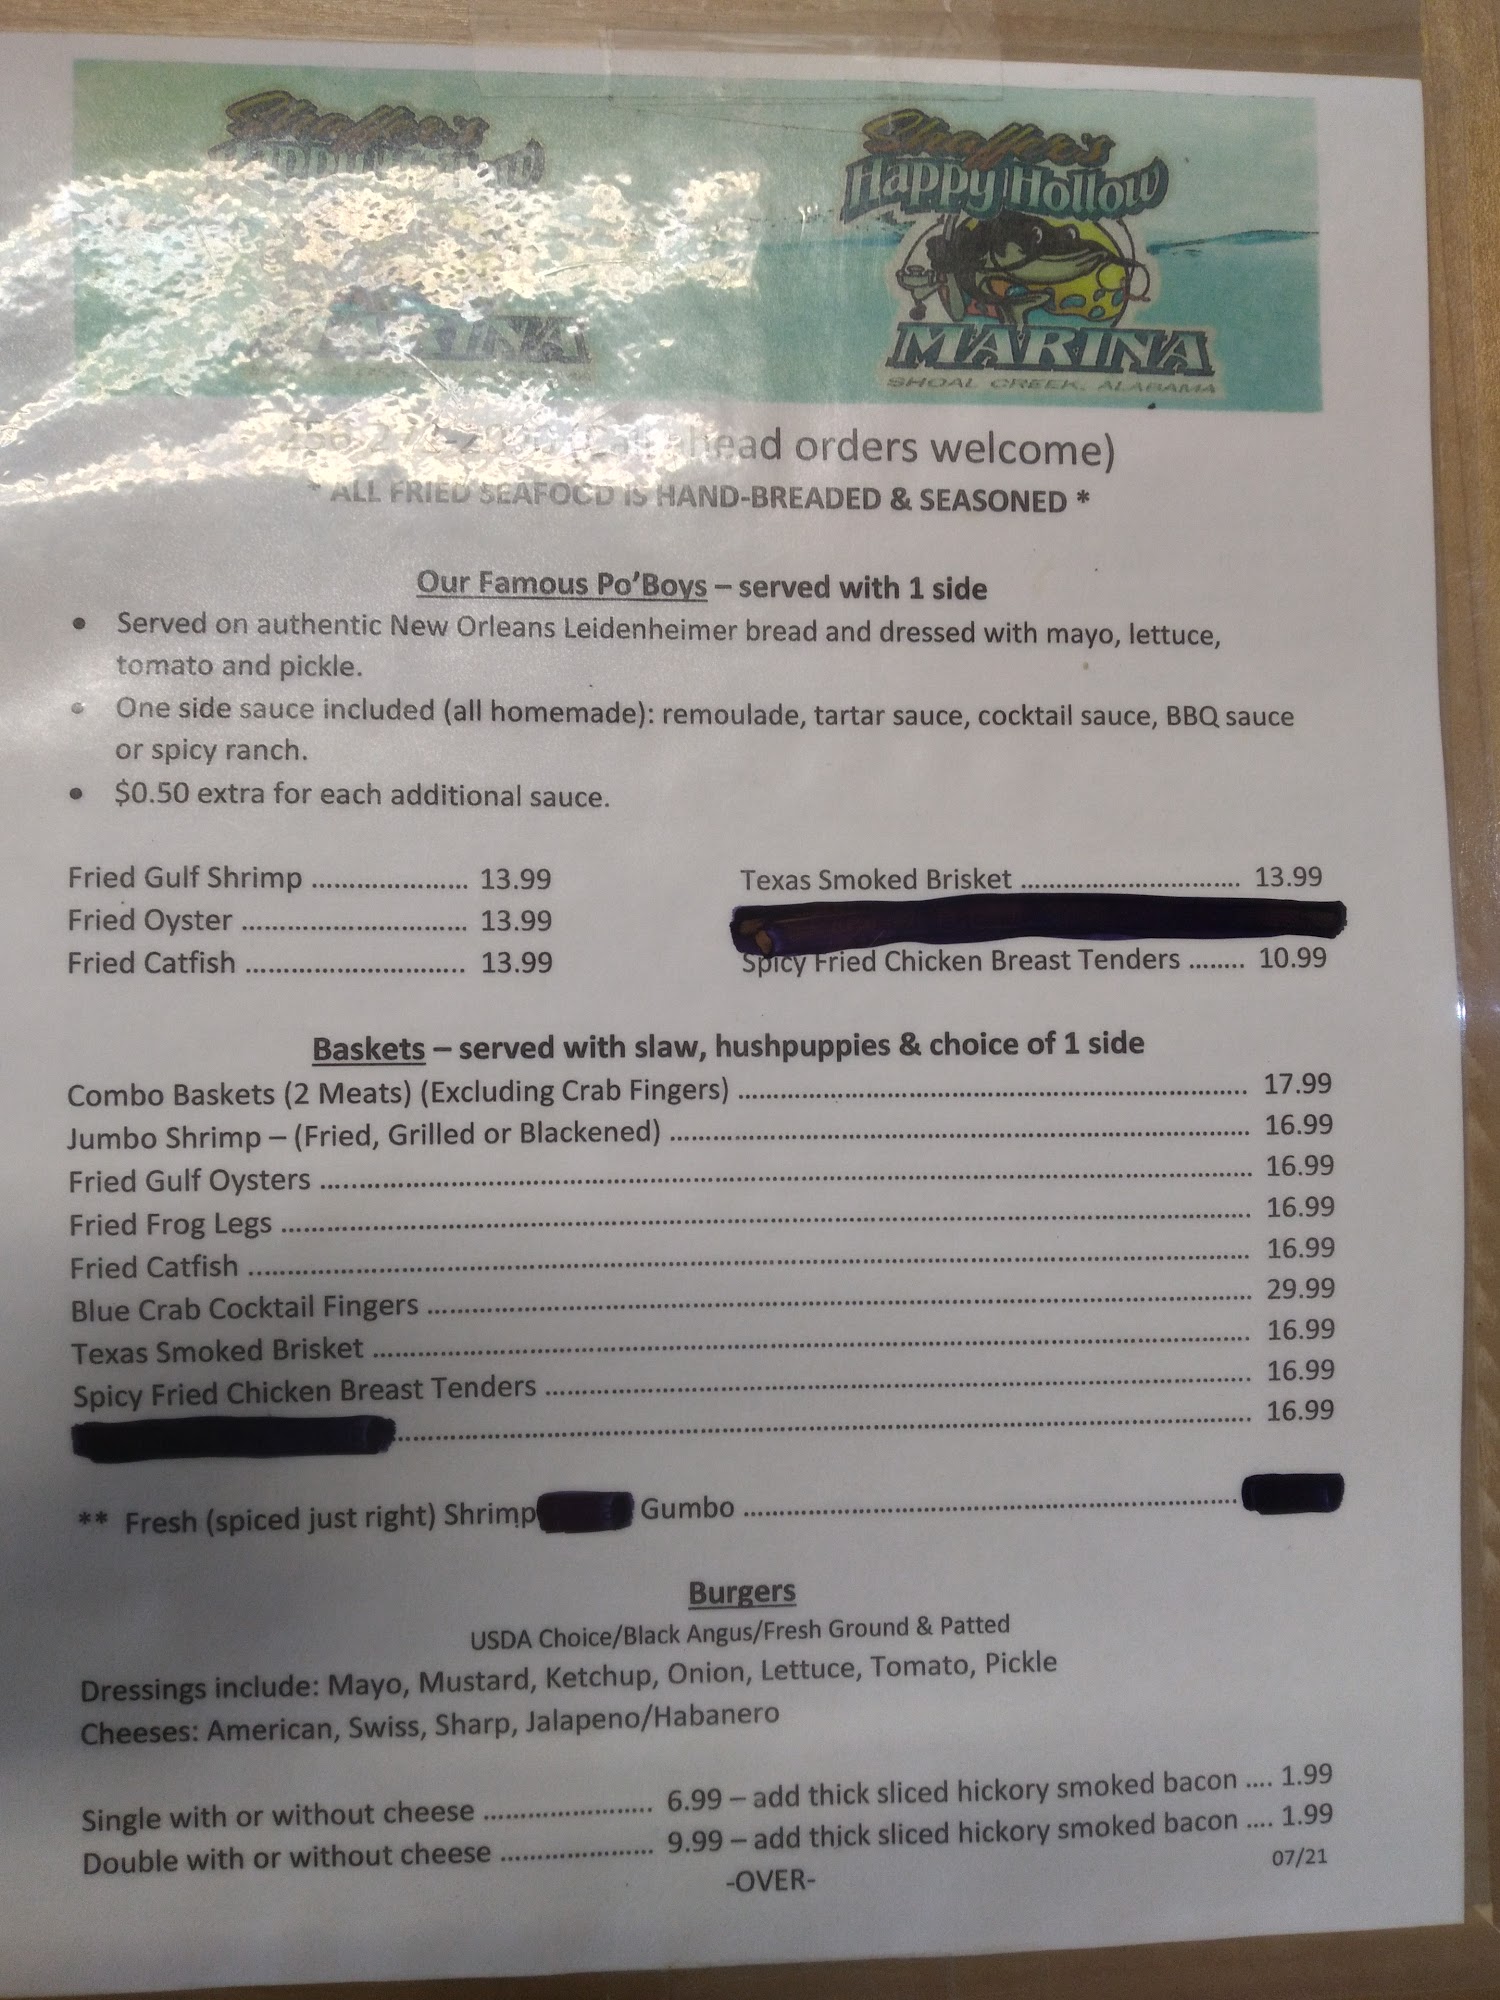 Shaffer's
Happy Hollow
MARINA
Shaffer's
Happy Hollow
MARINA
SHOAL CREEK, ALABAMA
(Call ahead orders welcome)
* ALL FRIED SEAFOOD IS HAND-BREADED & SEASONED *
Our Famous Po'Boys – served with 1 side
• Served on authentic New Orleans Leidenheimer bread and dressed with mayo, lettuce,
tomato and pickle.
• One side sauce included (all homemade): remoulade, tartar sauce, cocktail sauce, BBQ sauce
or spicy ranch.
• $0.50 extra for each additional sauce.
Fried Gulf Shrimp ...................... 13.99
Fried Oyster ............................. 13.99
Fried Catfish ............................ 13.99
Texas Smoked Brisket ............................... 13.99
Spicy Fried Chicken Breast Tenders ........ 10.99
Baskets – served with slaw, hushpuppies & choice of 1 side
Combo Baskets (2 Meats) (Excluding Crab Fingers) ........................................ 17.99
Jumbo Shrimp – (Fried, Grilled or Blackened) ........................................ 16.99
Fried Gulf Oysters ........................................ 16.99
Fried Frog Legs ........................................ 16.99
Fried Catfish ........................................ 16.99
Blue Crab Cocktail Fingers ........................................ 29.99
Texas Smoked Brisket ........................................ 16.99
Spicy Fried Chicken Breast Tenders ........................................ 16.99
........................................ 16.99
** Fresh (spiced just right) Shrimp Gumbo ........................................
Burgers
USDA Choice/Black Angus/Fresh Ground & Patted
Dressings include: Mayo, Mustard, Ketchup, Onion, Lettuce, Tomato, Pickle
Cheeses: American, Swiss, Sharp, Jalapeno/Habanero
Single with or without cheese ...................... 6.99 – add thick sliced hickory smoked bacon .... 1.99
Double with or without cheese .................... 9.99 – add thick sliced hickory smoked bacon .... 1.99
07/21
-OVER-